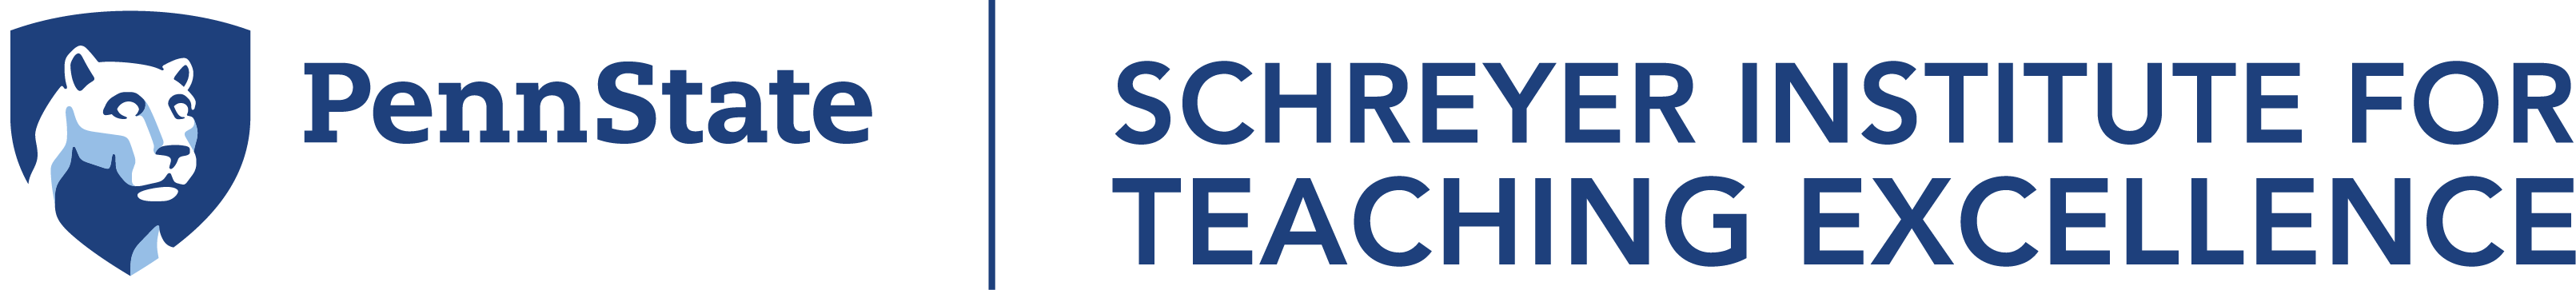 PennState
SCHREYER INSTITUTE FOR
TEACHING EXCELLENCE